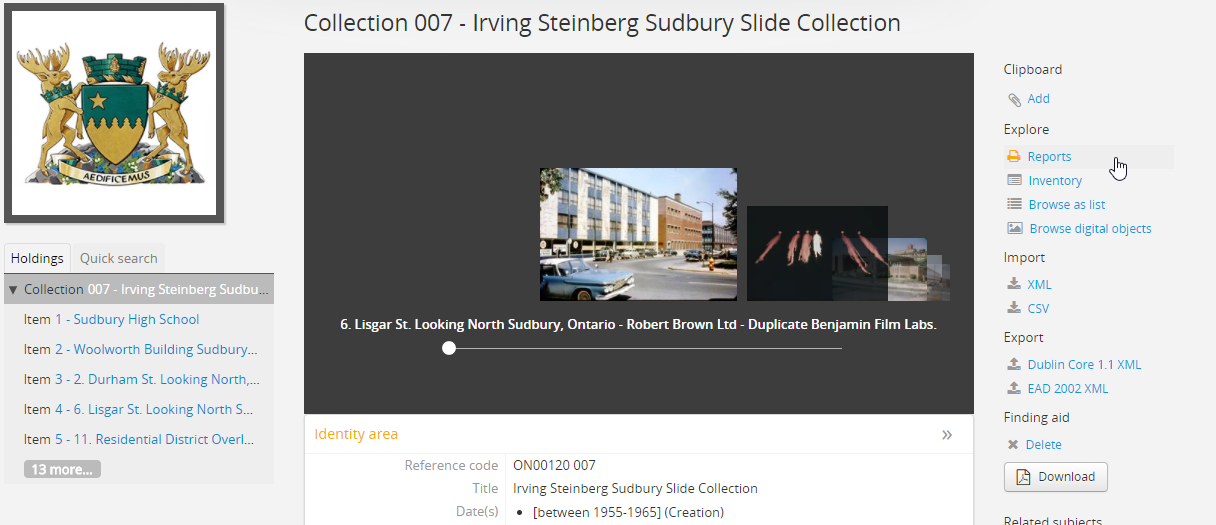 Collection 007 - Irving Steinberg Sudbury Slide Collection
AEDIFICEMUS
Holdings
Quick search
Collection 007 - Irving Steinberg Sudbu...
Item 1 - Sudbury High School
Item 2 - Woolworth Building Sudbury...
Item 3 - 2. Durham St. Looking North,...
Item 4 - 6. Lisgar St. Looking North S...
Item 5 - 11. Residential District Overl...
13 more...
6. Lisgar St. Looking North Sudbury, Ontario - Robert Brown Ltd - Duplicate Benjamin Film Labs.
Identity area
»
Reference code ON00120 007
Title Irving Steinberg Sudbury Slide Collection
Date(s) • [between 1955-1965] (Creation)
Clipboard
Add
Explore
Reports
Inventory
Browse as list
Browse digital objects
Import
XML
CSV
Export
Dublin Core 1.1 XML
EAD 2002 XML
Finding aid
Delete
Download
Related subjects